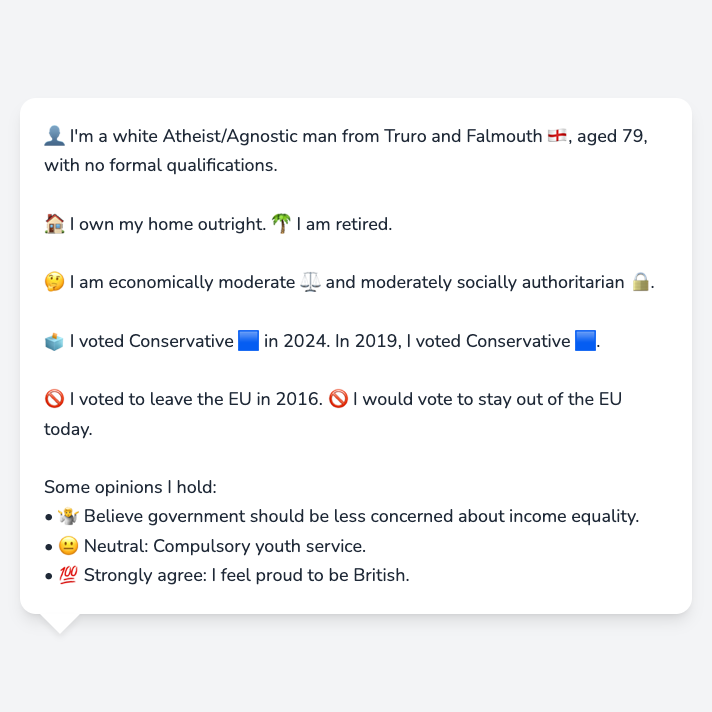 👤 I'm a white Atheist/Agnostic man from Truro and Falmouth 🏴󠁧󠁢󠁥󠁮󠁧󠁿, aged 79,
with no formal qualifications.
🏠 I own my home outright. 🌴 I am retired.
🤔 I am economically moderate ⚖️ and moderately socially authoritarian 🔒.
🗳️ I voted Conservative 🟦 in 2024. In 2019, I voted Conservative 🟦.
🚫 I voted to leave the EU in 2016. 🚫 I would vote to stay out of the EU
today.
Some opinions I hold:
• 🤷 Believe government should be less concerned about income equality.
• 😐 Neutral: Compulsory youth service.
• 💯 Strongly agree: I feel proud to be British.